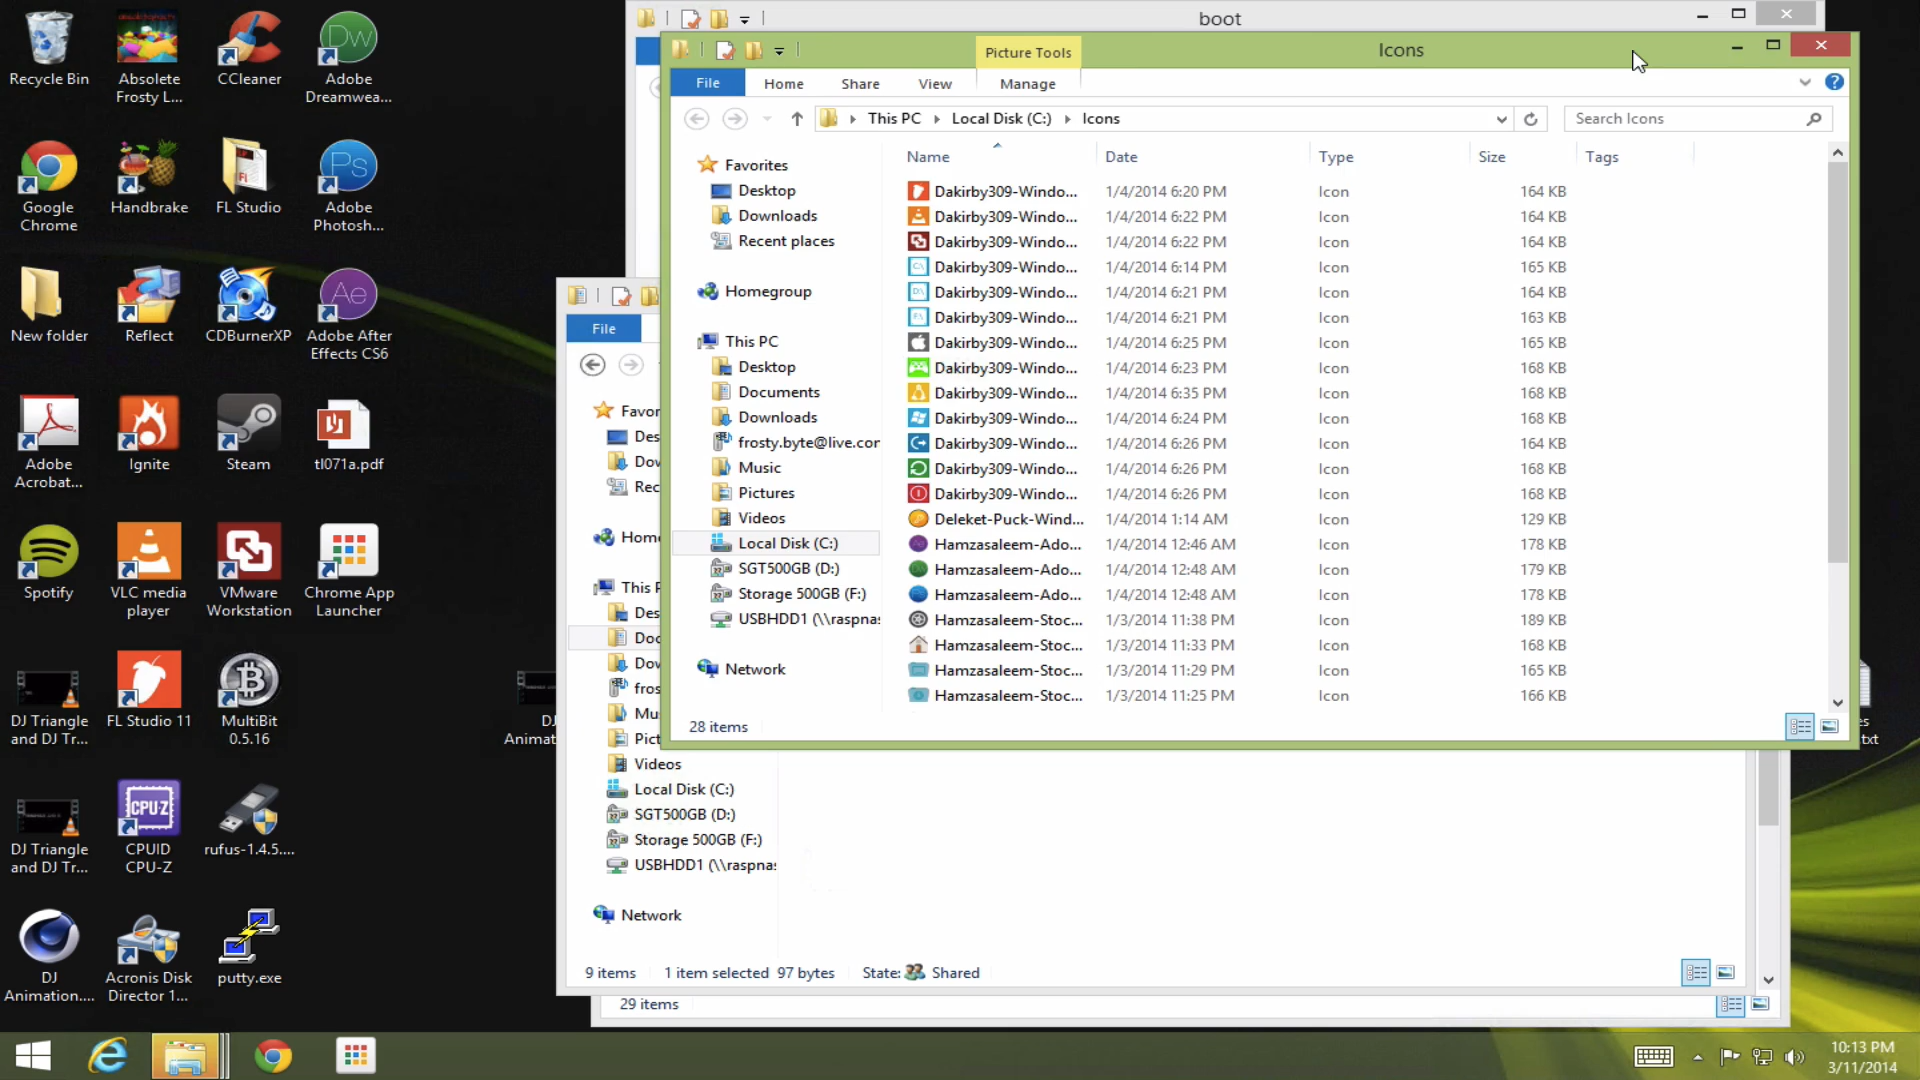 Recycle Bin
Absolute
Frosty L...
CCleaner
Adobe
Dreamwea...
Google
Chrome
Handbrake
FL Studio
Adobe
Photosh...
New folder
Reflect
CDBurnerXP
Adobe After
Effects CS6
Adobe
Acrobat...
Ignite
Steam
tl071a.pdf
Spotify
VLC media
player
VMware
Workstation
Chrome App
Launcher
DJ Triangle
and DJ Tr...
FL Studio 11
MultiBit
0.5.16
DJ Triangle
and DJ Tr...
CPUID
CPU-Z
rufus-1.4.5....
DJ
Animation....
Acronis Disk
Director 1...
putty.exe
DJ
Animat
boot
Picture Tools
Icons
File
Home
Share
View
Manage
This PC
Local Disk (C:)
Icons
Search Icons
Name
Date
Type
Size
Tags
Favorites
Desktop
Downloads
Recent places
Homegroup
This PC
Desktop
Documents
Downloads
frosty.byte@live.cor
Music
Pictures
Videos
Local Disk (C:)
SGT500GB (D:)
Storage 500GB (F:)
USBHDD1 (\\raspnas
Network
Dakirby309-Windo... 1/4/2014 6:20 PM Icon 164 KB
Dakirby309-Windo... 1/4/2014 6:22 PM Icon 164 KB
Dakirby309-Windo... 1/4/2014 6:22 PM Icon 164 KB
Dakirby309-Windo... 1/4/2014 6:14 PM Icon 165 KB
Dakirby309-Windo... 1/4/2014 6:21 PM Icon 164 KB
Dakirby309-Windo... 1/4/2014 6:21 PM Icon 163 KB
Dakirby309-Windo... 1/4/2014 6:25 PM Icon 165 KB
Dakirby309-Windo... 1/4/2014 6:23 PM Icon 168 KB
Dakirby309-Windo... 1/4/2014 6:35 PM Icon 168 KB
Dakirby309-Windo... 1/4/2014 6:24 PM Icon 168 KB
Dakirby309-Windo... 1/4/2014 6:26 PM Icon 164 KB
Dakirby309-Windo... 1/4/2014 6:26 PM Icon 168 KB
Dakirby309-Windo... 1/4/2014 6:26 PM Icon 168 KB
Deleket-Puck-Wind... 1/4/2014 1:14 AM Icon 129 KB
Hamzasaleem-Ado... 1/4/2014 12:46 AM Icon 178 KB
Hamzasaleem-Ado... 1/4/2014 12:48 AM Icon 179 KB
Hamzasaleem-Ado... 1/4/2014 12:48 AM Icon 178 KB
Hamzasaleem-Stoc... 1/3/2014 11:38 PM Icon 189 KB
Hamzasaleem-Stoc... 1/3/2014 11:33 PM Icon 168 KB
Hamzasaleem-Stoc... 1/3/2014 11:29 PM Icon 165 KB
Hamzasaleem-Stoc... 1/3/2014 11:25 PM Icon 166 KB
28 items
File
Favor
Des
Dov
Rec
Home
This P
Des
Doc
Dov
fros
Mu
Pict
Videos
Local Disk (C:)
SGT500GB (D:)
Storage 500GB (F:)
USBHDD1 (\\raspnas
Network
9 items 1 item selected 97 bytes State: Shared
29 items
es
txt
10:13 PM
3/11/2014